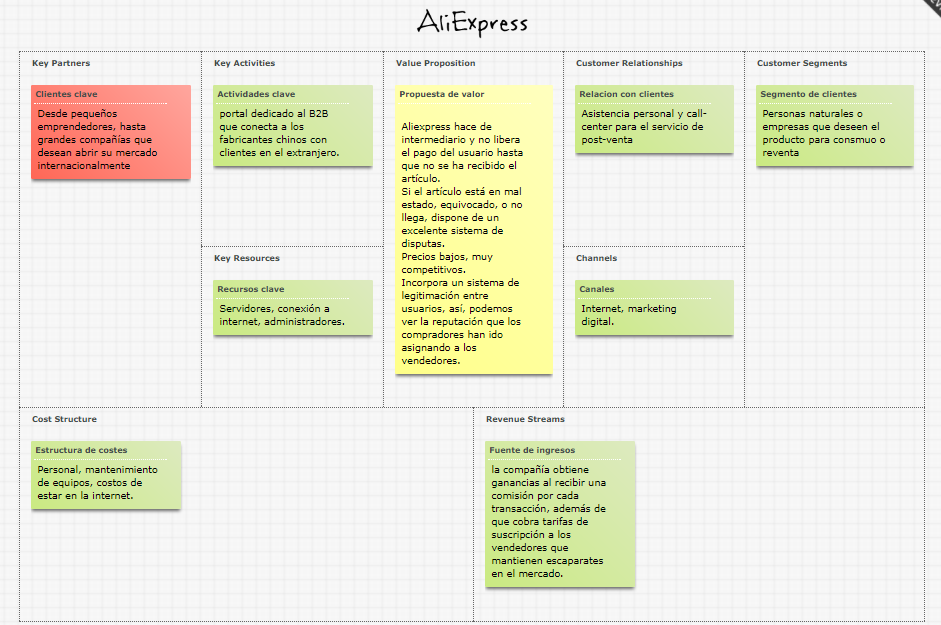 AliExpress
Key Partners
Clientes clave
Desde pequeños
emprendedores, hasta
grandes compañías que
desean abrir su mercado
internacionalmente
Key Activities
Actividades clave
portal dedicado al B2B
que conecta a los
fabricantes chinos con
clientes en el extranjero.
Key Resources
Recursos clave
Servidores, conexión a
internet, administradores.
Value Proposition
Propuesta de valor
Aliexpress hace de
intermediario y no libera
el pago del usuario hasta
que no se ha recibido el
artículo.
Si el artículo está en mal
estado, equivocado, o no
llega, dispone de un
excelente sistema de
disputas.
Precios bajos, muy
competitivos.
Incorpora un sistema de
legitimación entre
usuarios, así, podemos
ver la reputación que los
compradores han ido
asignando a los
vendedores.
Customer Relationships
Relacion con clientes
Asistencia personal y call-
center para el servicio de
post-venta
Channels
Canales
Internet, marketing
digital.
Customer Segments
Segmento de clientes
Personas naturales o
empresas que deseen el
producto para consmuo o
reventa
Cost Structure
Estructura de costes
Personal, mantenimiento
de equipos, costos de
estar en la internet.
Revenue Streams
Fuente de ingresos
la compañía obtiene
ganancias al recibir una
comisión por cada
transacción, además de
que cobra tarifas de
suscripción a los
vendedores que
mantienen escaparates
en el mercado.